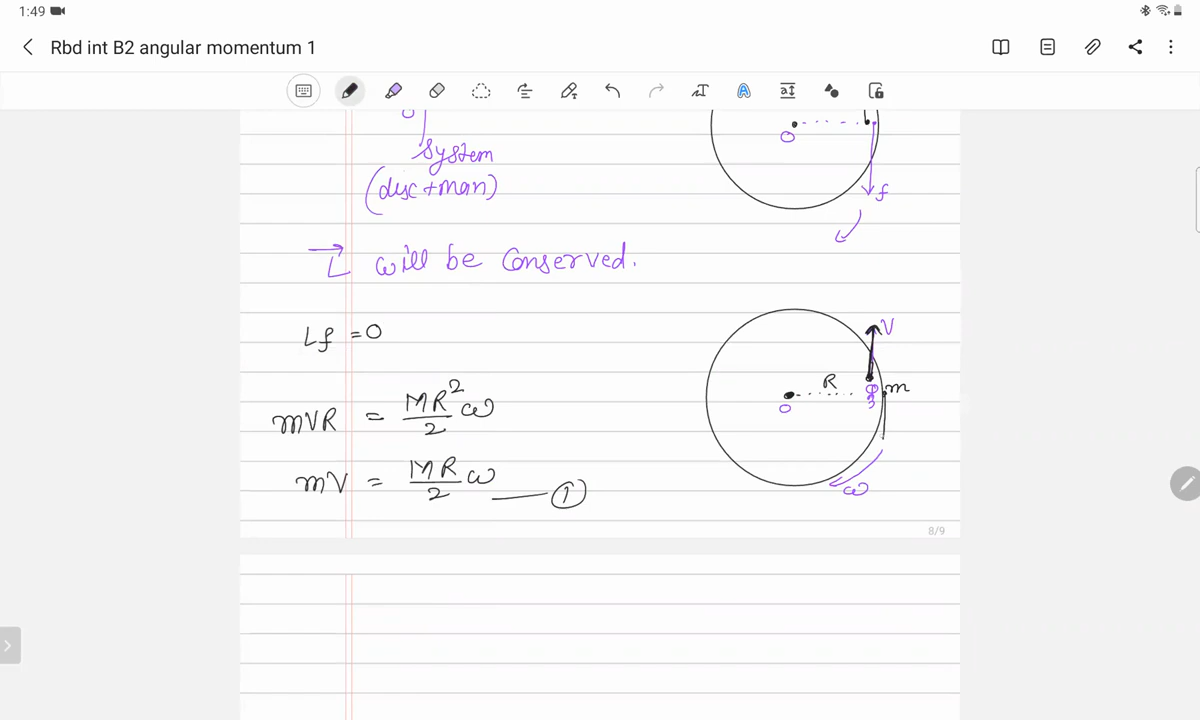 1:49
Rbd int B2 angular momentum 1
O
system
(dyc + man)
O
f
L⃗ will be Conserved.
Lf = 0
mVR = MR²/2 ω
mV = MR/2 ω —— ①
V
R
m
O
ω
8/9